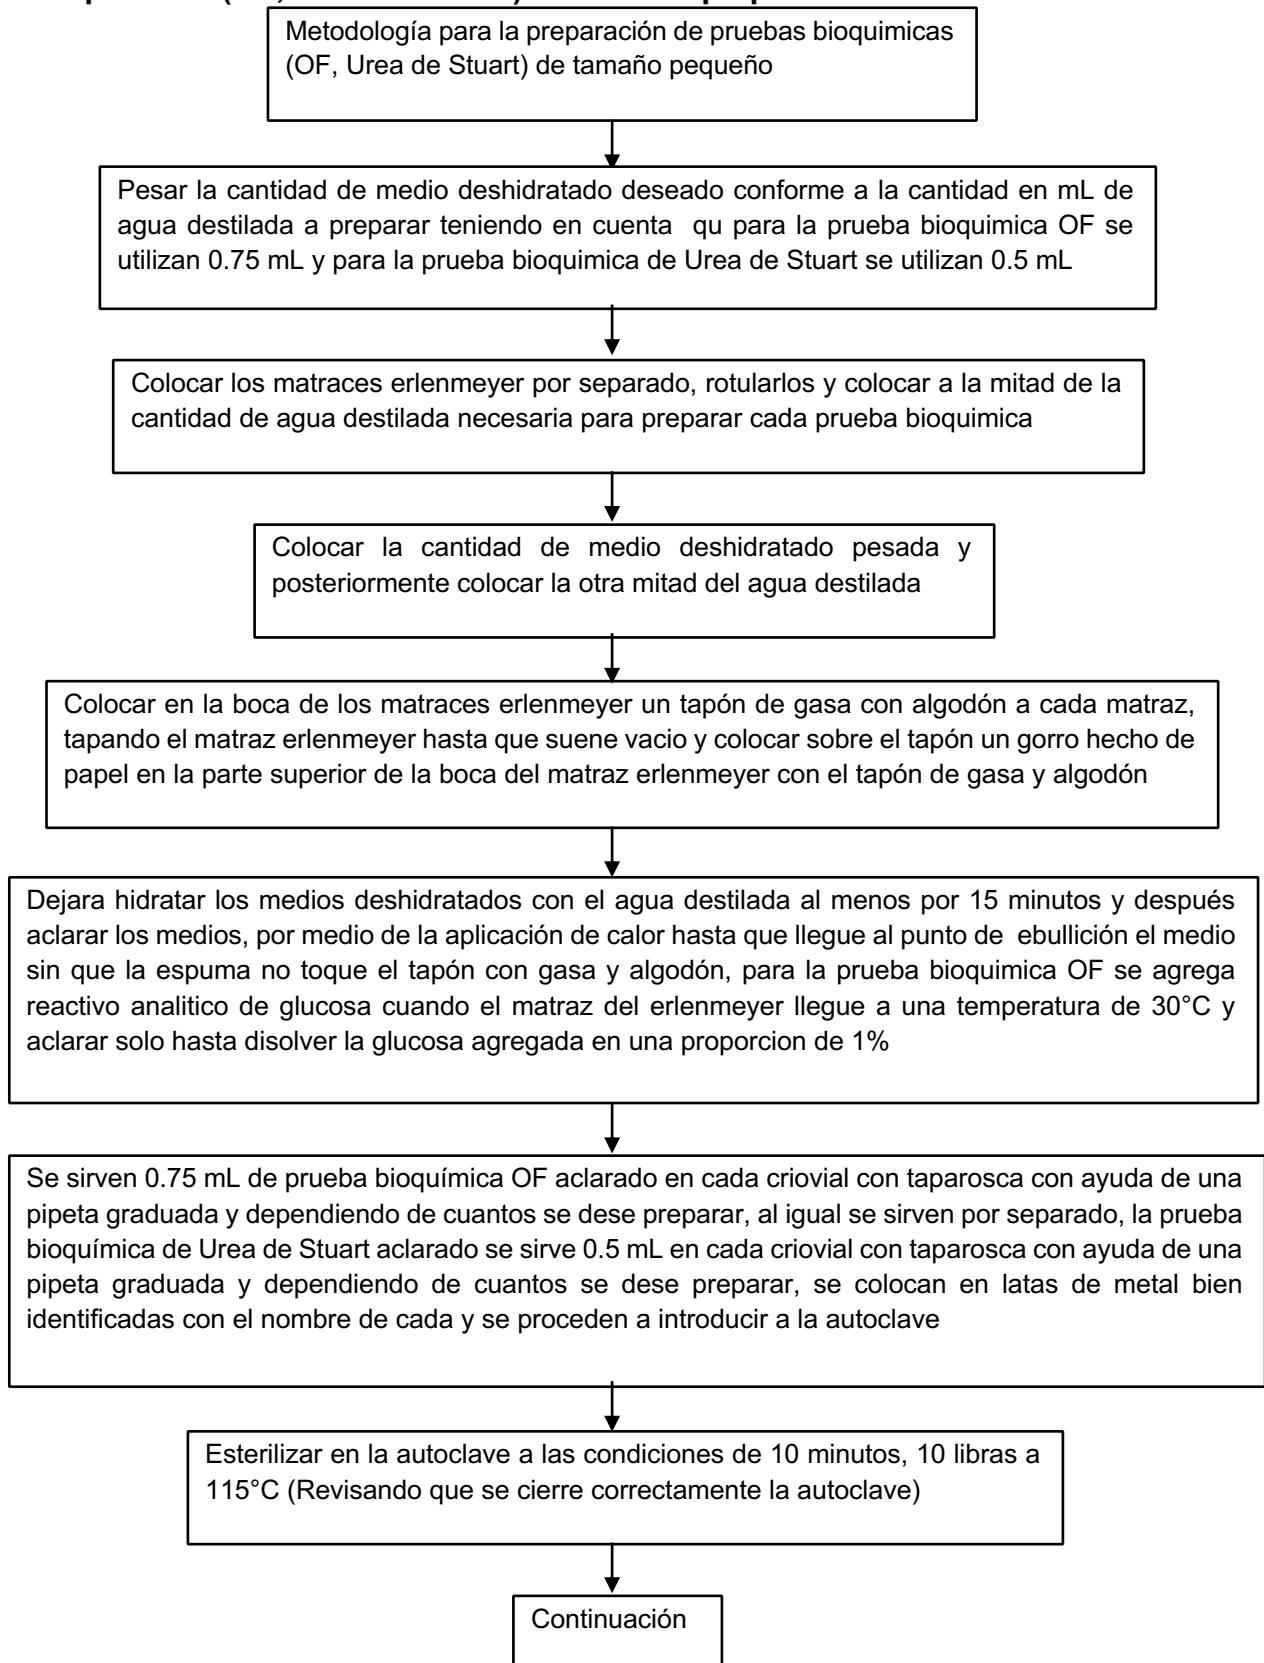 Metodología para la preparación de pruebas bioquimicas
(OF, Urea de Stuart) de tamaño pequeño
Pesar la cantidad de medio deshidratado deseado conforme a la cantidad en mL de
agua destilada a preparar teniendo en cuenta qu para la prueba bioquimica OF se
utilizan 0.75 mL y para la prueba bioquimica de Urea de Stuart se utilizan 0.5 mL
Colocar los matraces erlenmeyer por separado, rotularlos y colocar a la mitad de la
cantidad de agua destilada necesaria para preparar cada prueba bioquimica
Colocar la cantidad de medio deshidratado pesada y
posteriormente colocar la otra mitad del agua destilada
Colocar en la boca de los matraces erlenmeyer un tapón de gasa con algodón a cada matraz,
tapando el matraz erlenmeyer hasta que suene vacio y colocar sobre el tapón un gorro hecho de
papel en la parte superior de la boca del matraz erlenmeyer con el tapón de gasa y algodón
Dejara hidratar los medios deshidratados con el agua destilada al menos por 15 minutos y después
aclarar los medios, por medio de la aplicación de calor hasta que llegue al punto de ebullición el medio
sin que la espuma no toque el tapón con gasa y algodón, para la prueba bioquimica OF se agrega
reactivo analitico de glucosa cuando el matraz del erlenmeyer llegue a una temperatura de 30°C y
aclarar solo hasta disolver la glucosa agregada en una proporcion de 1%
Se sirven 0.75 mL de prueba bioquímica OF aclarado en cada criovial con taparosca con ayuda de una
pipeta graduada y dependiendo de cuantos se dese preparar, al igual se sirven por separado, la prueba
bioquímica de Urea de Stuart aclarado se sirve 0.5 mL en cada criovial con taparosca con ayuda de una
pipeta graduada y dependiendo de cuantos se dese preparar, se colocan en latas de metal bien
identificadas con el nombre de cada y se proceden a introducir a la autoclave
Esterilizar en la autoclave a las condiciones de 10 minutos, 10 libras a
115°C (Revisando que se cierre correctamente la autoclave)
Continuación